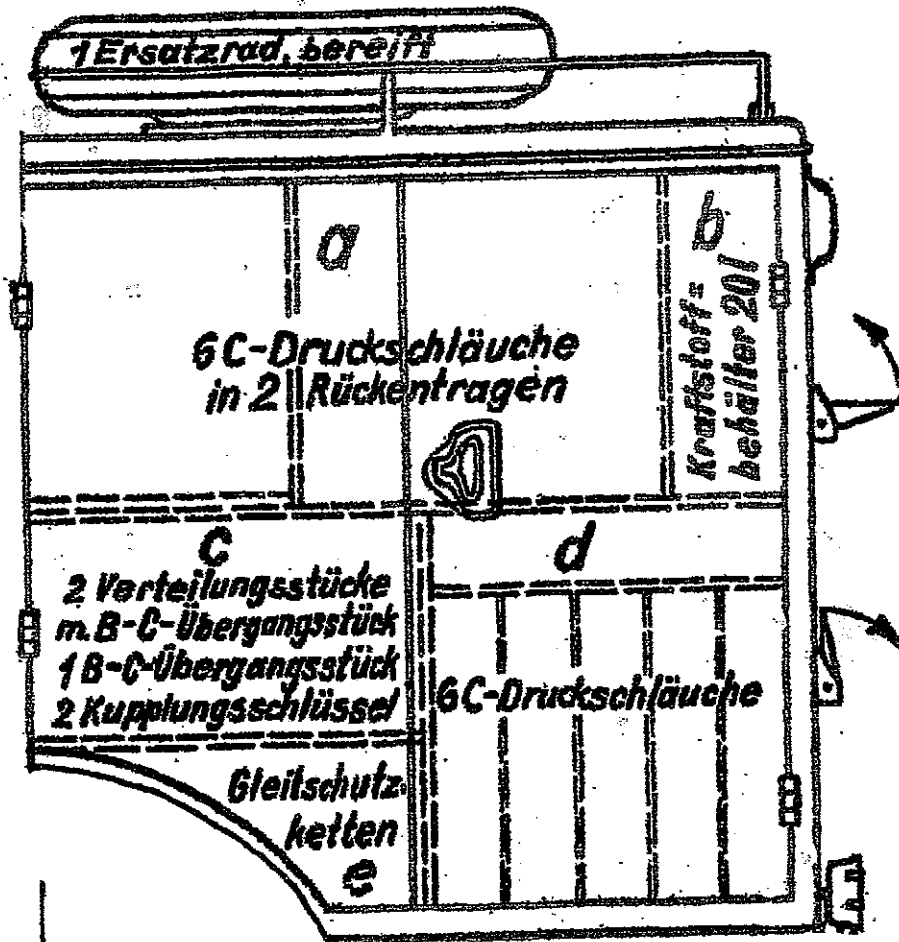 1 Ersatzrad, bereift
a
b
6 C-Druckschläuche
in 2 Rückentragen
Kraftstoff=
behälter 20l
c
2 Verteilungsstücke
m. B-C-Übergangsstück
1 B-C-Übergangsstück
2 Kupplungsschlüssel
d
6 C-Druckschläuche
Gleitschutz-
ketten
e